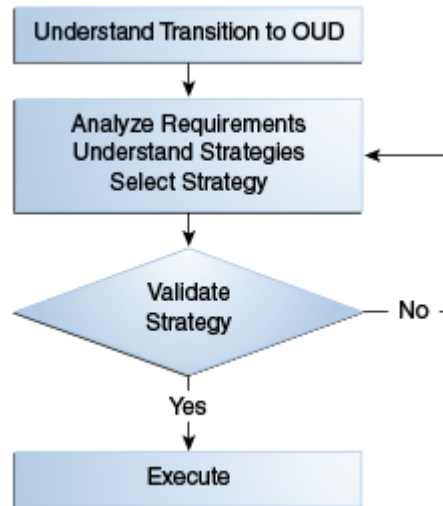 Understand Transition to OUD
Analyze Requirements
Understand Strategies
Select Strategy
Validate
Strategy
No
Yes
Execute